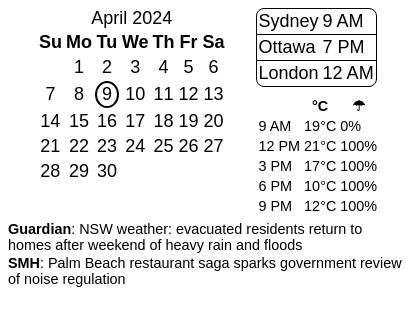 April 2024
Su Mo Tu We Th Fr Sa
1 2 3 4 5 6
7 8 9 10 11 12 13
14 15 16 17 18 19 20
21 22 23 24 25 26 27
28 29 30
Sydney 9 AM
Ottawa 7 PM
London 12 AM
°C ☂
9 AM 19°C 0%
12 PM 21°C 100%
3 PM 17°C 100%
6 PM 10°C 100%
9 PM 12°C 100%
Guardian: NSW weather: evacuated residents return to
homes after weekend of heavy rain and floods
SMH: Palm Beach restaurant saga sparks government review
of noise regulation